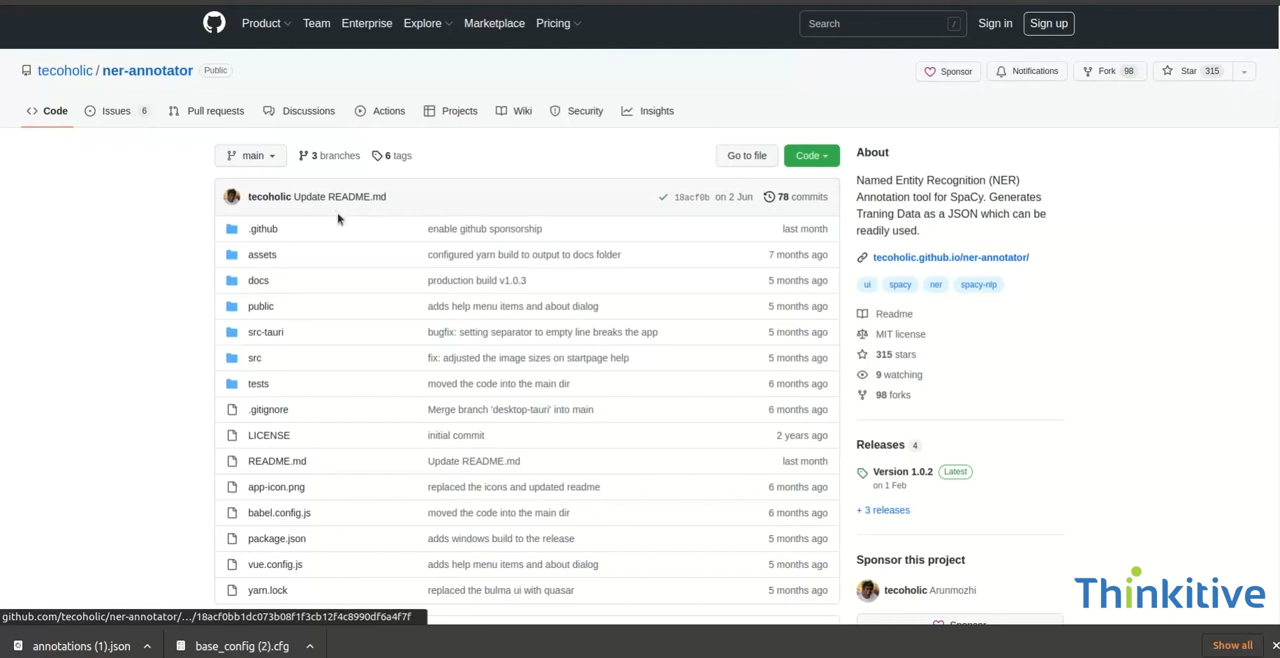 Product Team Enterprise Explore Marketplace Pricing Search / Sign in Sign up
tecoholic / ner-annotator Public Sponsor Notifications Fork 98 Star 315
Code Issues 6 Pull requests Discussions Actions Projects Wiki Security Insights
main 3 branches 6 tags Go to file Code
tecoholic Update README.md 18acf0b on 2 Jun 78 commits
.github enable github sponsorship last month
assets configured yarn build to output to docs folder 7 months ago
docs production build v1.0.3 5 months ago
public adds help menu items and about dialog 5 months ago
src-tauri bugfix: setting separator to empty line breaks the app 5 months ago
src fix: adjusted the image sizes on startpage help 5 months ago
tests moved the code into the main dir 6 months ago
.gitignore Merge branch 'desktop-tauri' into main 6 months ago
LICENSE initial commit 2 years ago
README.md Update README.md last month
app-icon.png replaced the icons and updated readme 6 months ago
babel.config.js moved the code into the main dir 6 months ago
package.json adds windows build to the release 5 months ago
vue.config.js adds help menu items and about dialog 5 months ago
yarn.lock replaced the bulma ui with quasar 5 months ago
About
Named Entity Recognition (NER)
Annotation tool for SpaCy. Generates
Traning Data as a JSON which can be
readily used.
tecoholic.github.io/ner-annotator/
ui spacy ner spacy-nlp
Readme
MIT license
315 stars
9 watching
98 forks
Releases 4
Version 1.0.2 Latest
on 1 Feb
+ 3 releases
Sponsor this project
tecoholic Arunmozhi
Sponsor
Thinkitive
github.com/tecoholic/ner-annotator/.../18acf0bb1dc073b08f1f3cb12f4c8990df6a4f7f
annotations (1).json base_config (2).cfg Show all